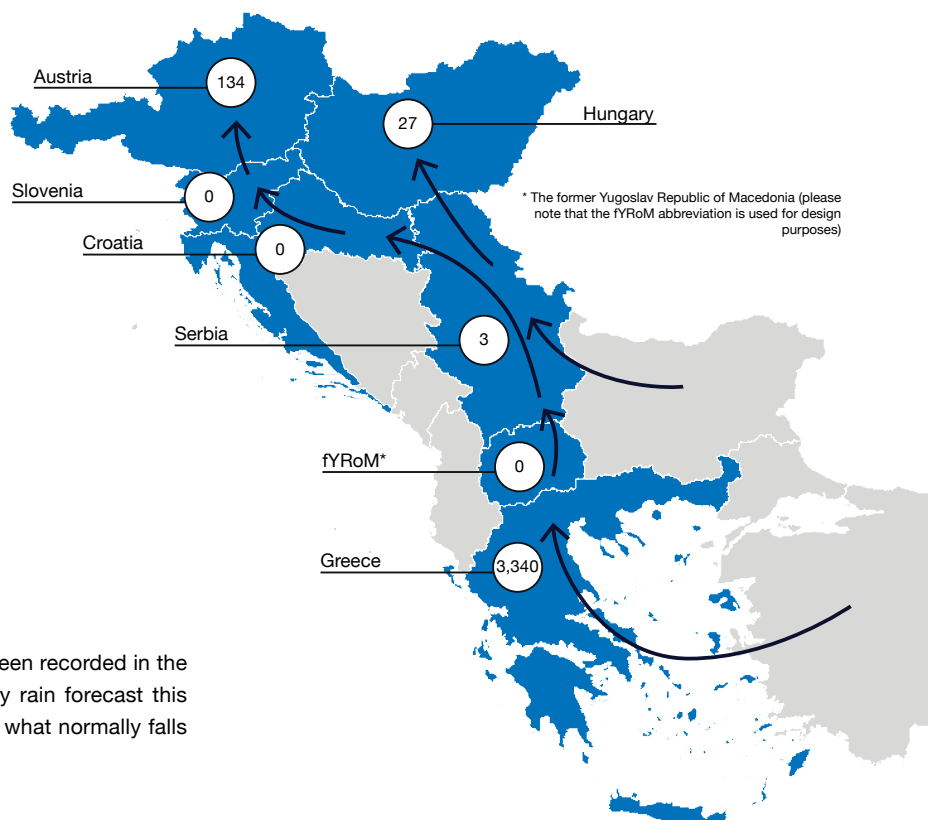 Austria
134
Hungary
27
Slovenia
0
* The former Yugoslav Republic of Macedonia (please
note that the fYRoM abbreviation is used for design
purposes)
Croatia
0
Serbia
3
fYRoM*
0
Greece
3,340
een recorded in the
y rain forecast this
what normally falls